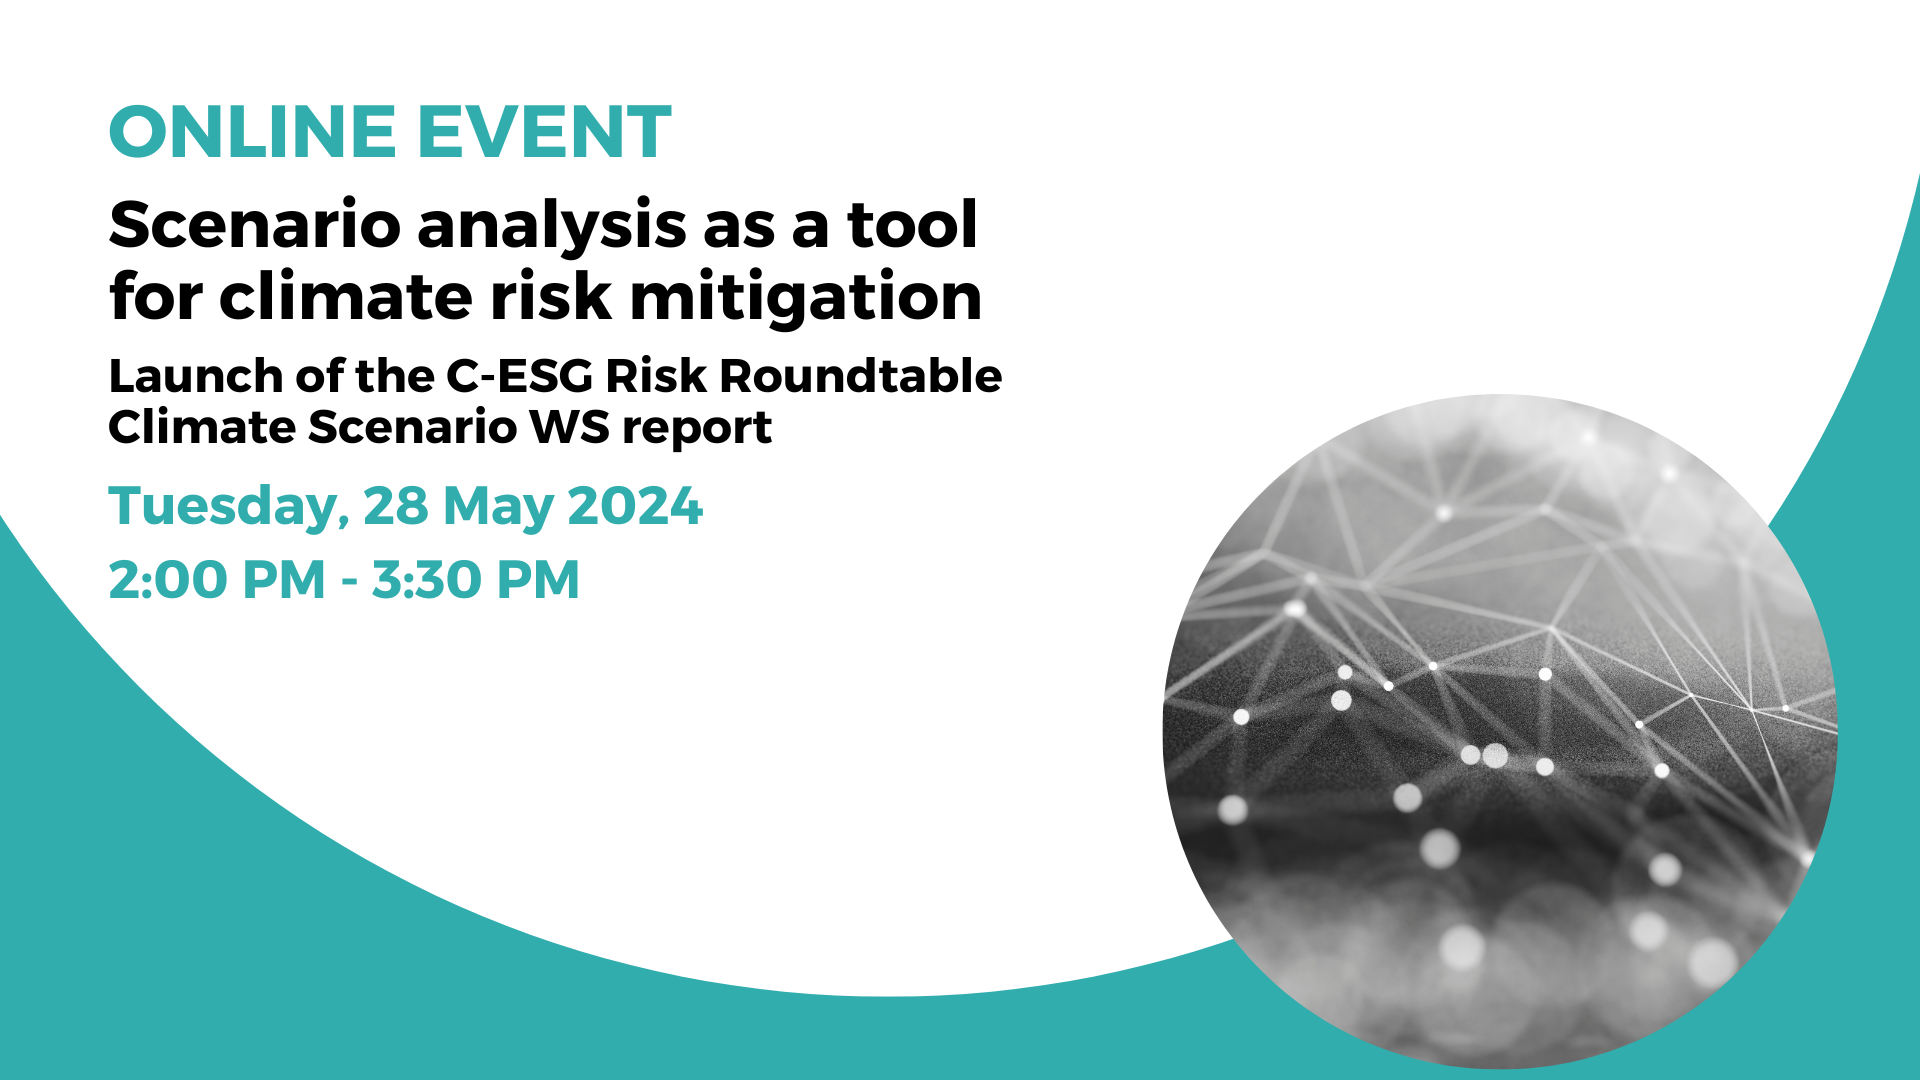 ONLINE EVENT
Scenario analysis as a tool
for climate risk mitigation
Launch of the C-ESG Risk Roundtable
Climate Scenario WS report
Tuesday, 28 May 2024
2:00 PM - 3:30 PM